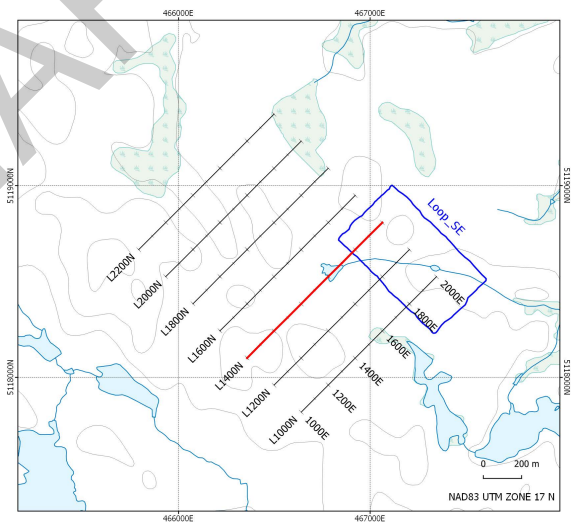 466000E
467000E
5119000N
5119000N
Loop_SE
L2200N
L2000N
2000E
L1800N
1800E
L1600N
1600E
L1400N
1400E
5118000N
5118000N
L1200N
1200E
L1000N
1000E
0 200 m
NAD83 UTM ZONE 17 N
466000E
467000E